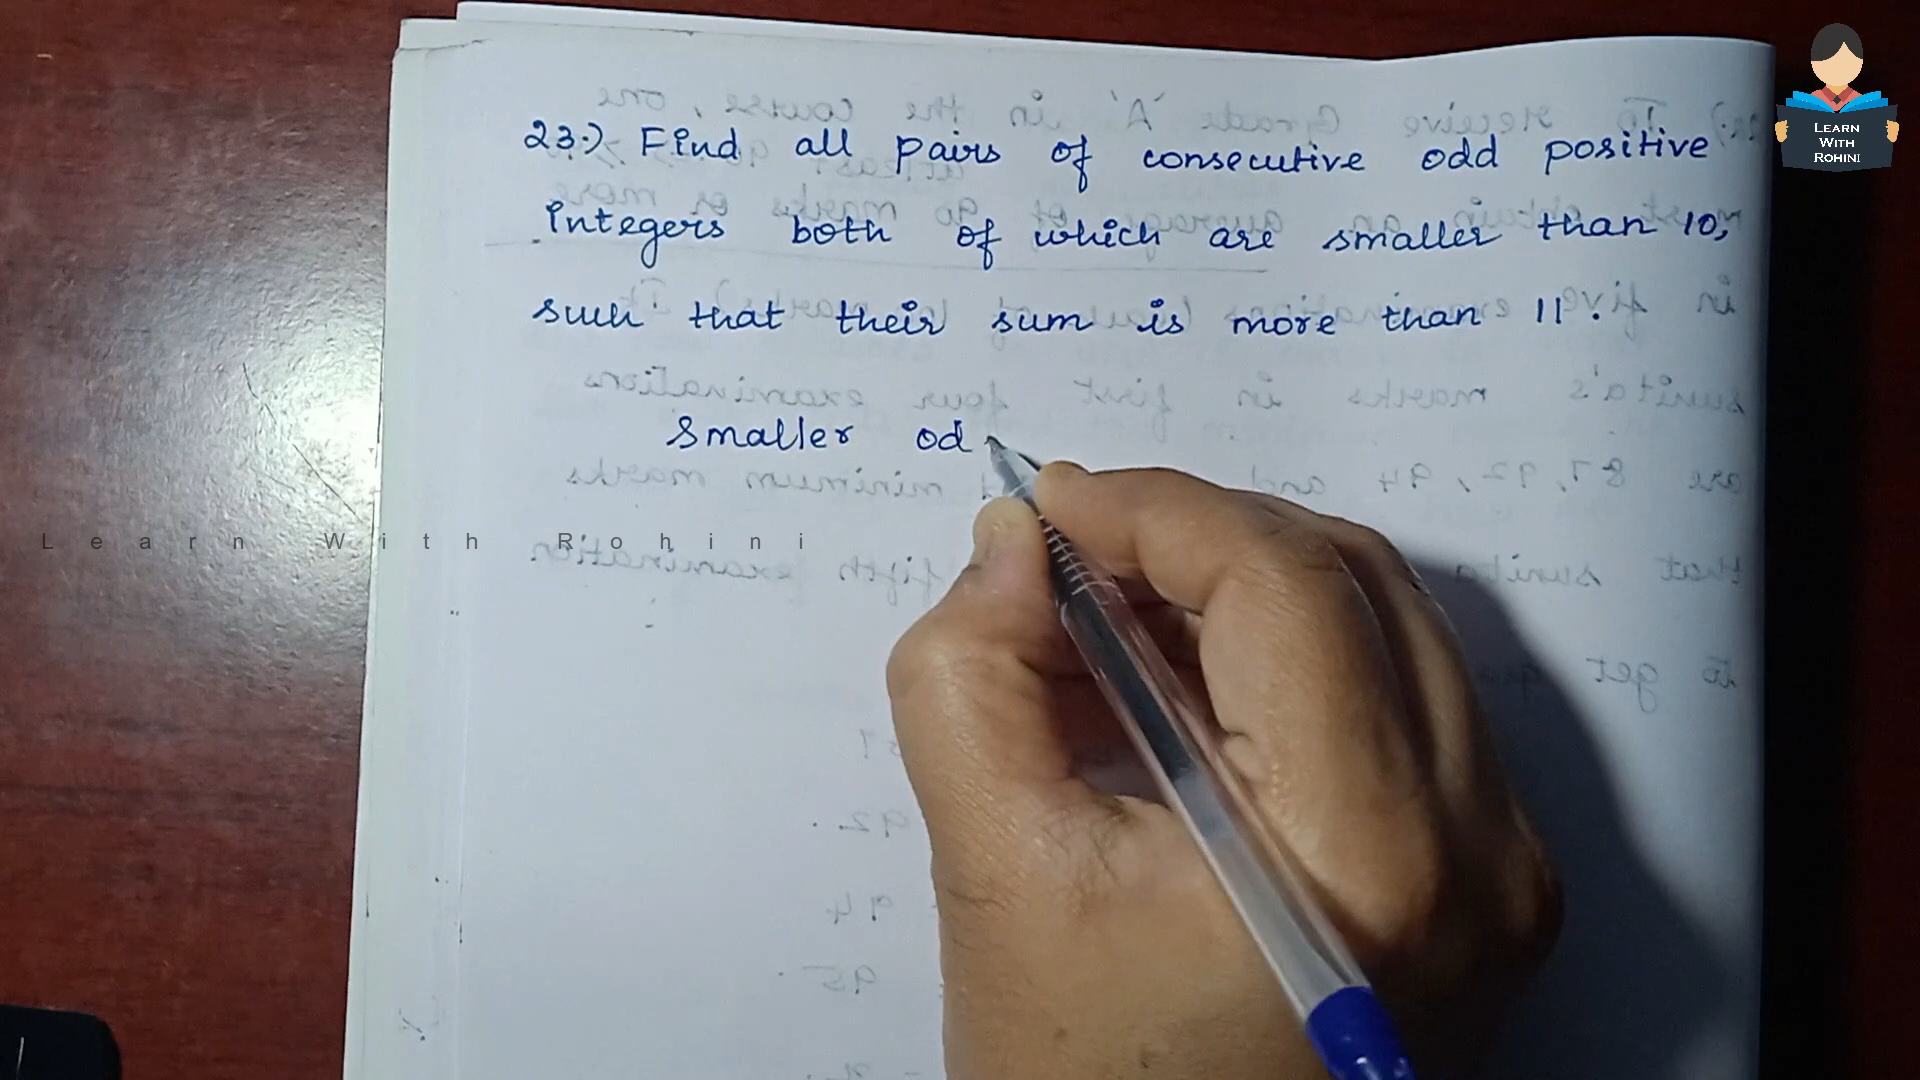 23.) Find all pairs of consecutive odd positive
integers both of which are smaller than 10,
such that their sum is more than 11.
Smaller od
Learn With Rohini
LEARN
WITH
ROHINI